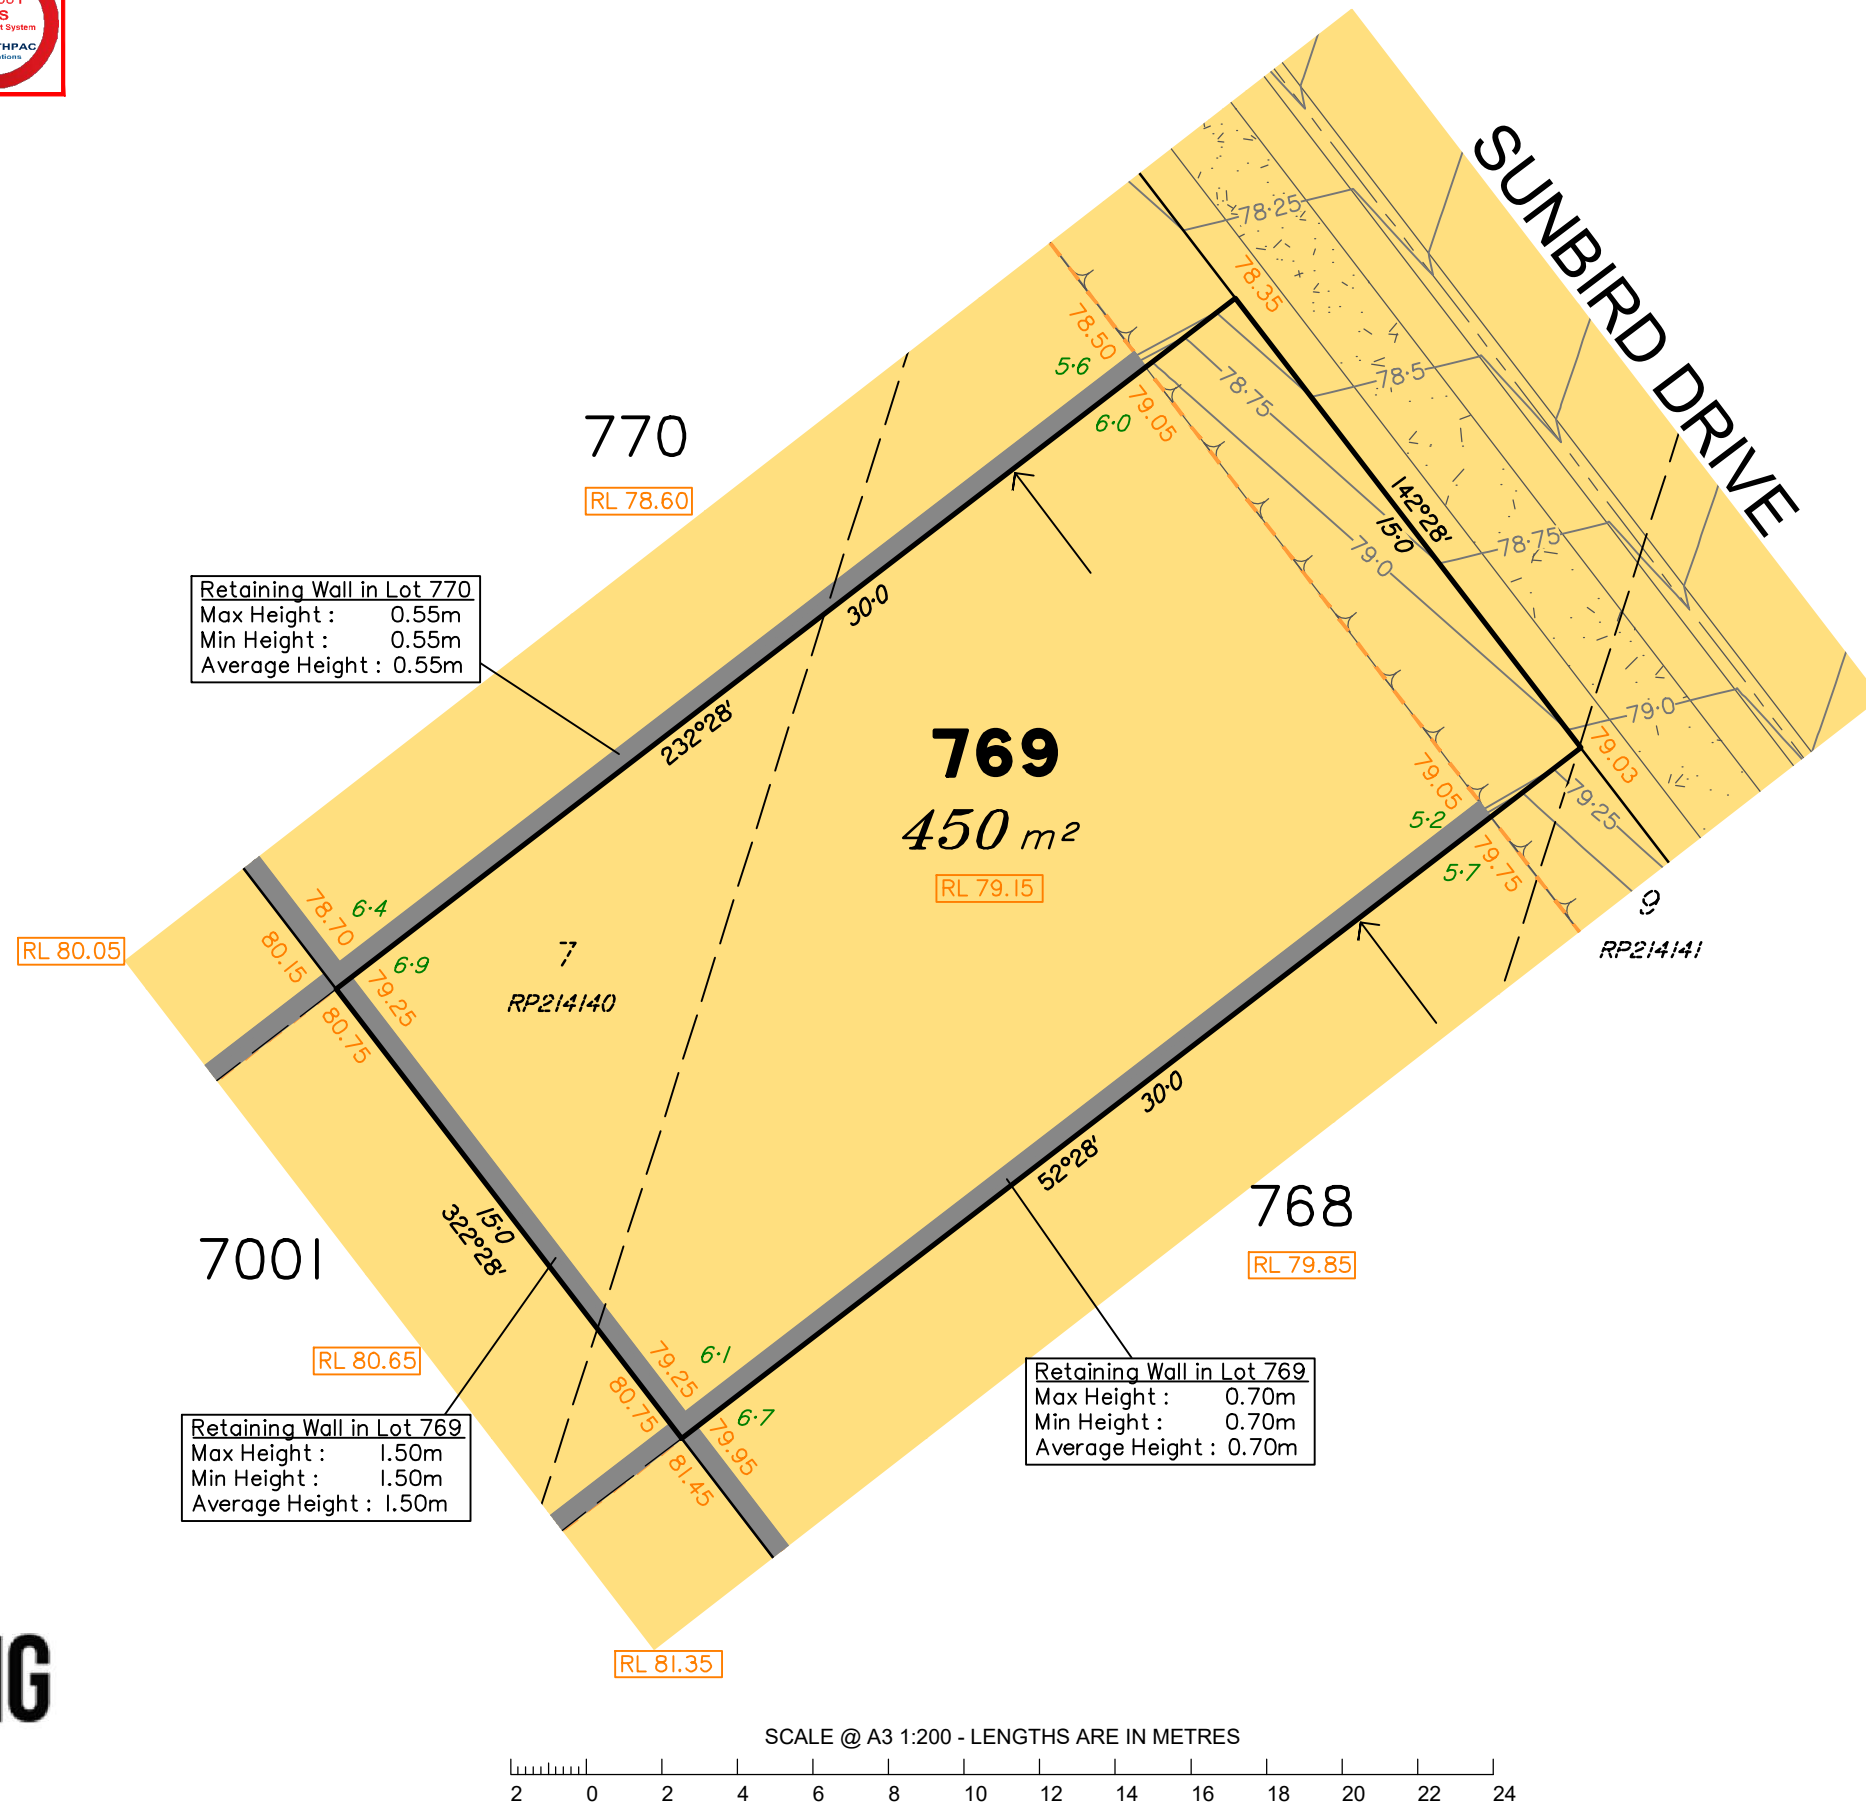 S
t System
THPAC
tions
SUNBIRD DRIVE
78·25
78.35
78.50
5·6
79.05
6·0
78·75
78·5
770
RL 78.60
142°28'
15·0
79·0
78·75
Retaining Wall in Lot 770
Max Height : 0.55m
Min Height : 0.55m
Average Height : 0.55m
30·0
232°28'
769
450 m²
RL 79.15
79·0
79.03
79.05
79·25
5·2
79.75
5·7
9
RP214141
78.70
6·4
80.15
RL 80.05
6·9
79.25
80.75
7
RP214140
30·0
52°28'
768
RL 79.85
15·0
322°28'
7001
RL 80.65
79.25
6·1
80.75
6·7
79.95
81.45
Retaining Wall in Lot 769
Max Height : 0.70m
Min Height : 0.70m
Average Height : 0.70m
Retaining Wall in Lot 769
Max Height : 1.50m
Min Height : 1.50m
Average Height : 1.50m
RL 81.35
G
SCALE @ A3 1:200 - LENGTHS ARE IN METRES
2 0 2 4 6 8 10 12 14 16 18 20 22 24